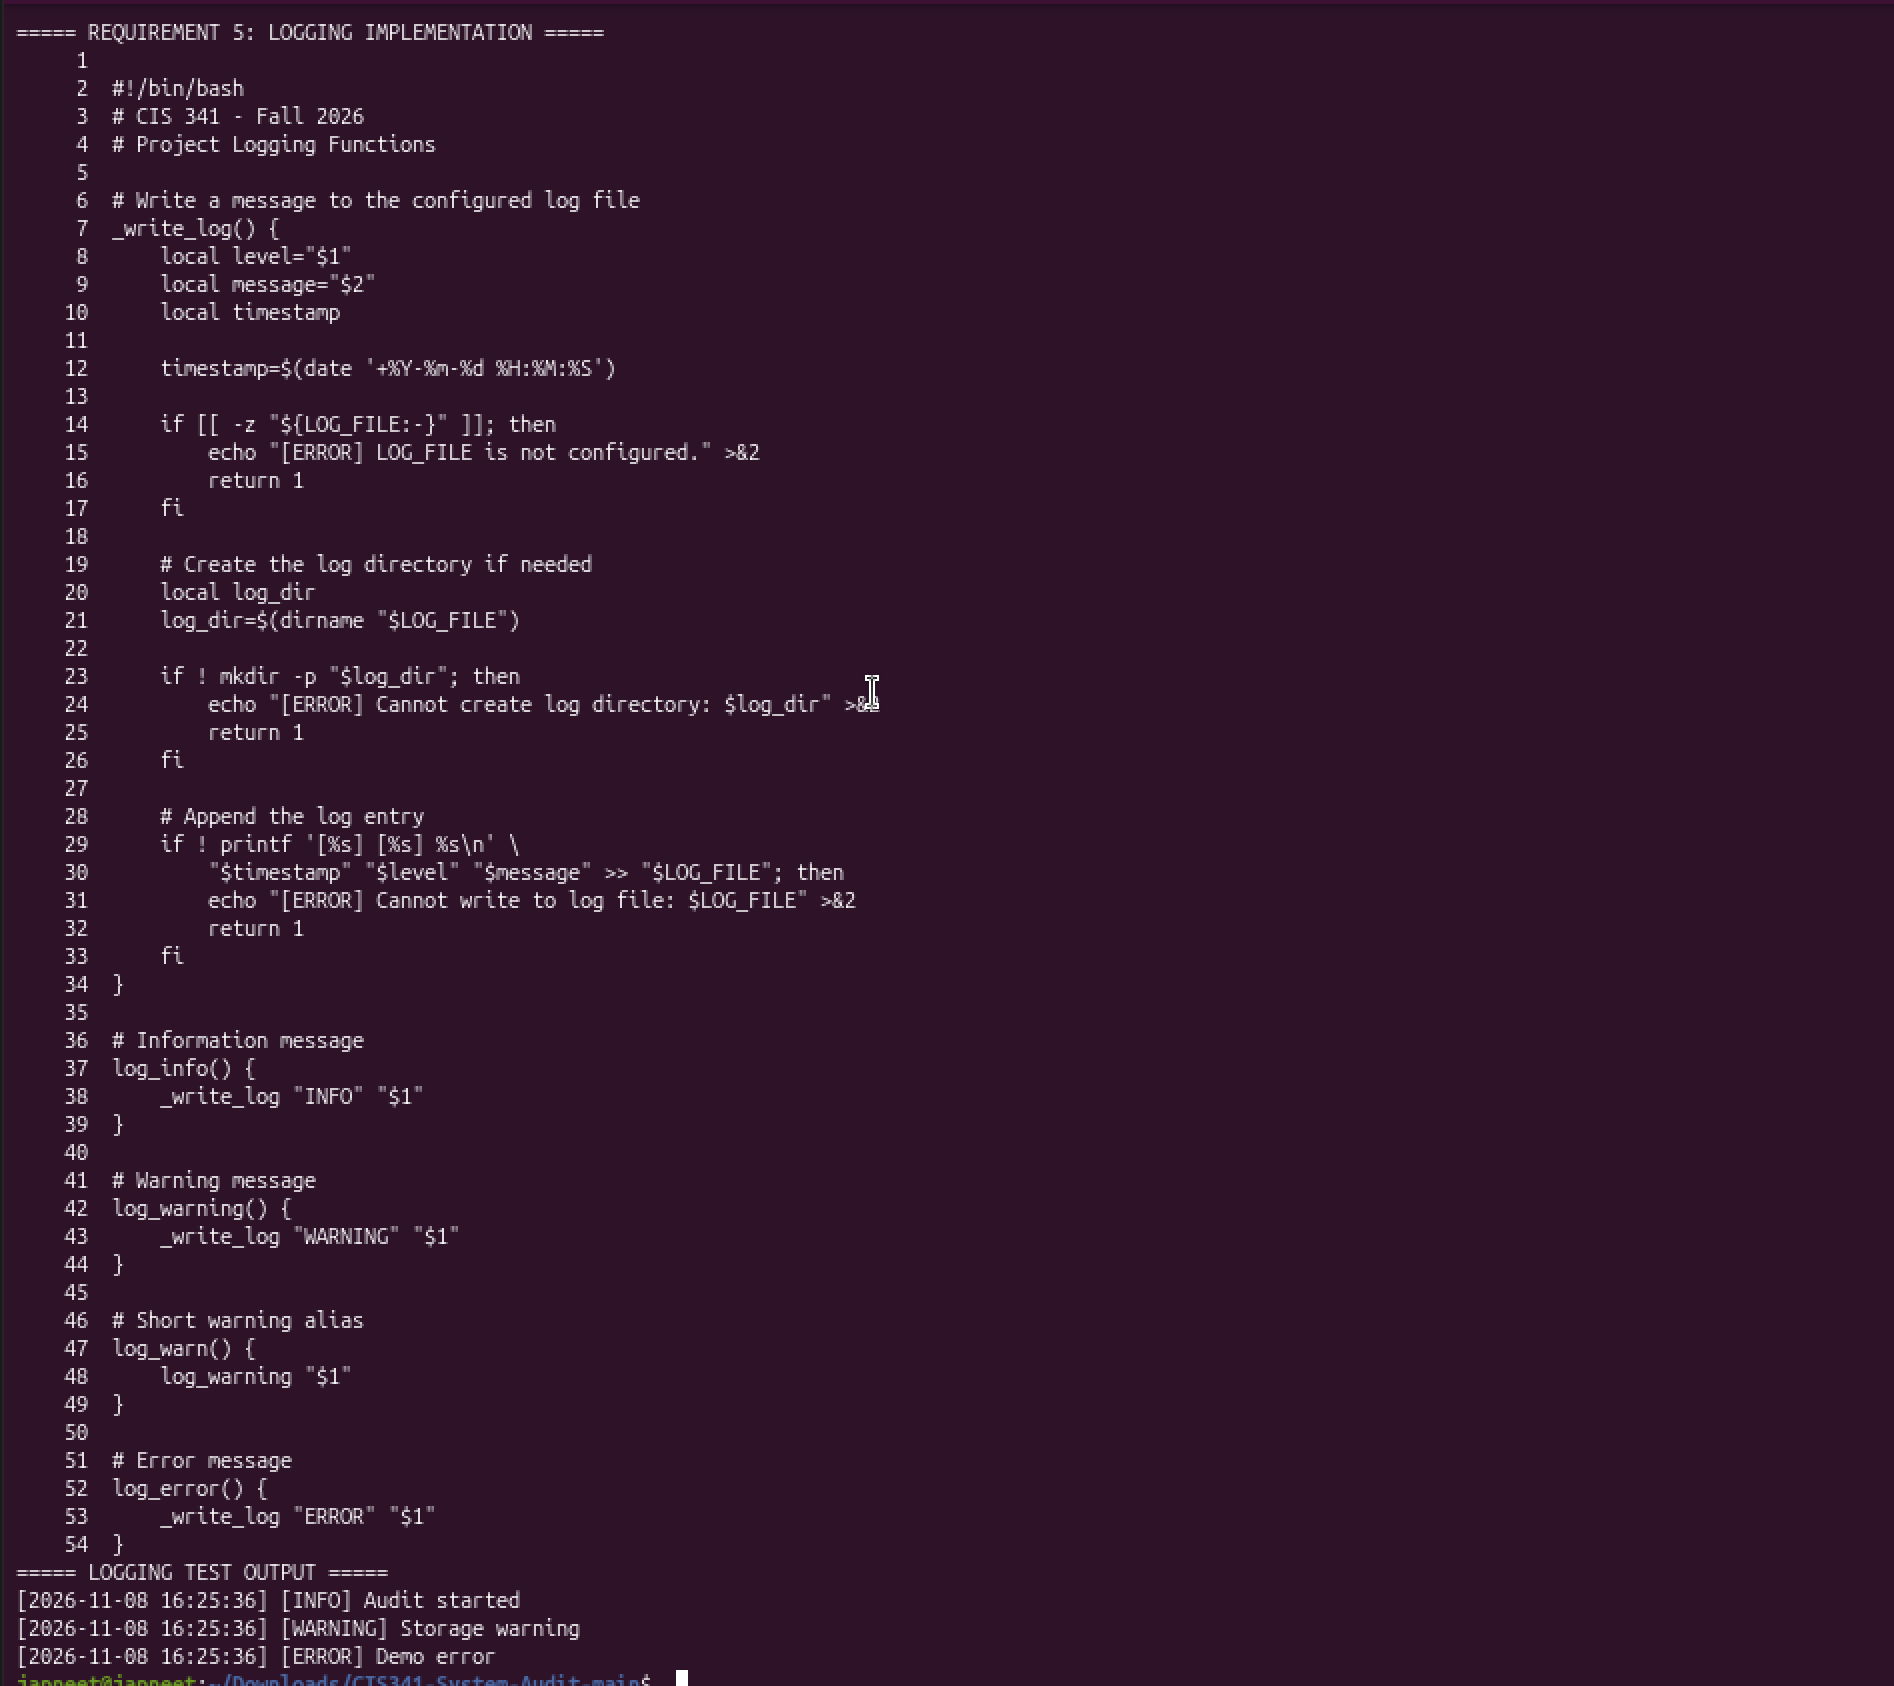 ===== REQUIREMENT 5: LOGGING IMPLEMENTATION =====
     1
     2  #!/bin/bash
     3  # CIS 341 - Fall 2026
     4  # Project Logging Functions
     5
     6  # Write a message to the configured log file
     7  _write_log() {
     8      local level="$1"
     9      local message="$2"
    10      local timestamp
    11
    12      timestamp=$(date '+%Y-%m-%d %H:%M:%S')
    13
    14      if [[ -z "${LOG_FILE:-}" ]]; then
    15          echo "[ERROR] LOG_FILE is not configured." >&2
    16          return 1
    17      fi
    18
    19      # Create the log directory if needed
    20      local log_dir
    21      log_dir=$(dirname "$LOG_FILE")
    22
    23      if ! mkdir -p "$log_dir"; then
    24          echo "[ERROR] Cannot create log directory: $log_dir" >&2
    25          return 1
    26      fi
    27
    28      # Append the log entry
    29      if ! printf '[%s] [%s] %s\n' \
    30          "$timestamp" "$level" "$message" >> "$LOG_FILE"; then
    31          echo "[ERROR] Cannot write to log file: $LOG_FILE" >&2
    32          return 1
    33      fi
    34  }
    35
    36  # Information message
    37  log_info() {
    38      _write_log "INFO" "$1"
    39  }
    40
    41  # Warning message
    42  log_warning() {
    43      _write_log "WARNING" "$1"
    44  }
    45
    46  # Short warning alias
    47  log_warn() {
    48      log_warning "$1"
    49  }
    50
    51  # Error message
    52  log_error() {
    53      _write_log "ERROR" "$1"
    54  }
===== LOGGING TEST OUTPUT =====
[2026-11-08 16:25:36] [INFO] Audit started
[2026-11-08 16:25:36] [WARNING] Storage warning
[2026-11-08 16:25:36] [ERROR] Demo error
japneet@japneet:~/Downloads/CIS341-System-Audit-main$